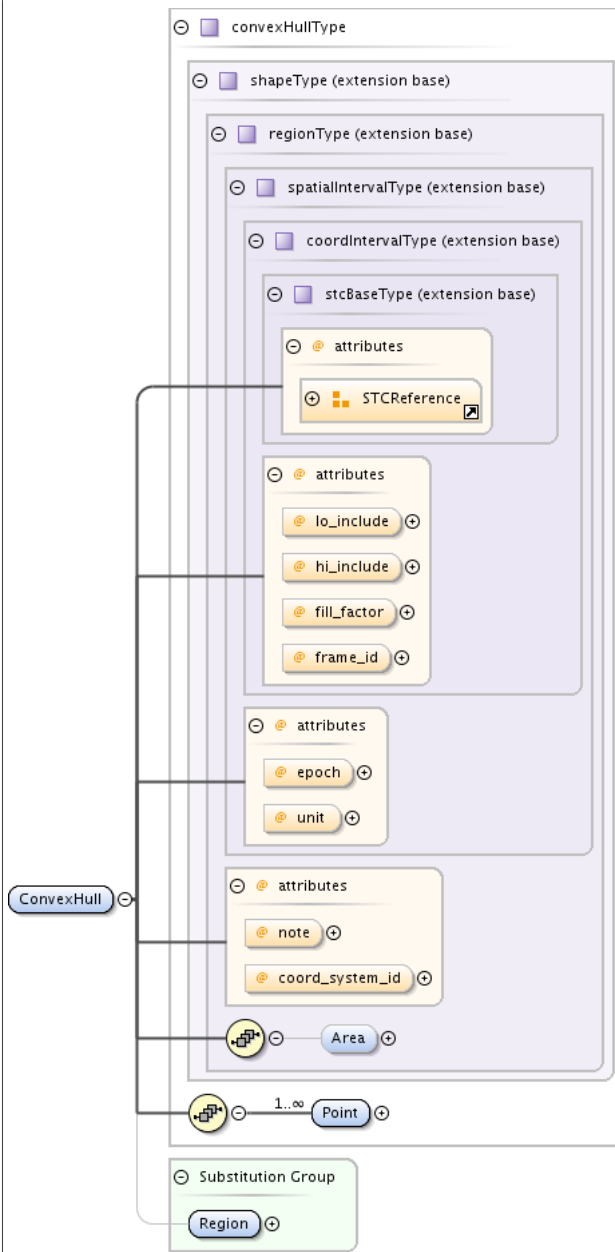 convexHullType
shapeType (extension base)
regionType (extension base)
spatialIntervalType (extension base)
coordIntervalType (extension base)
stcBaseType (extension base)
@ attributes
STCReference
@ attributes
@ lo_include
@ hi_include
@ fill_factor
@ frame_id
@ attributes
@ epoch
@ unit
ConvexHull
@ attributes
@ note
@ coord_system_id
Area
1..∞ Point
Substitution Group
Region